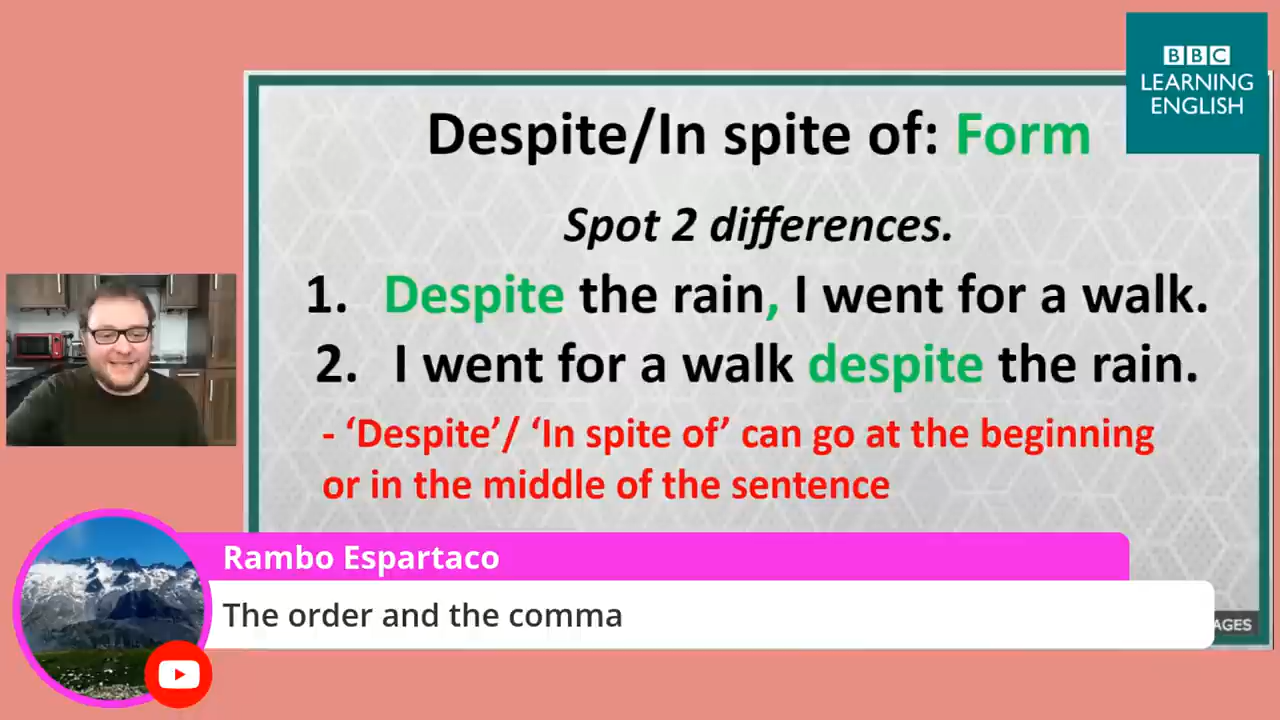 BBC
LEARNING
ENGLISH
Despite/In spite of: Form
Spot 2 differences.
1. Despite the rain, I went for a walk.
2. I went for a walk despite the rain.
- ‘Despite’/ ‘In spite of’ can go at the beginning
or in the middle of the sentence
Rambo Espartaco
The order and the comma